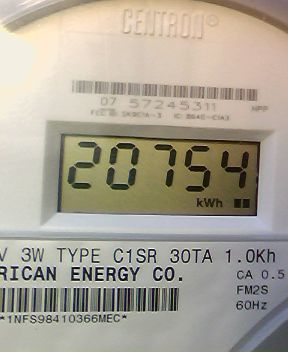 CENTRON®
07 57245311 NPP
20754
kWh
V 3W TYPE C1SR 30TA 1.0Kh
RICAN ENERGY CO. CA 0.5
FM2S
*1NFS98410366MEC* 60Hz